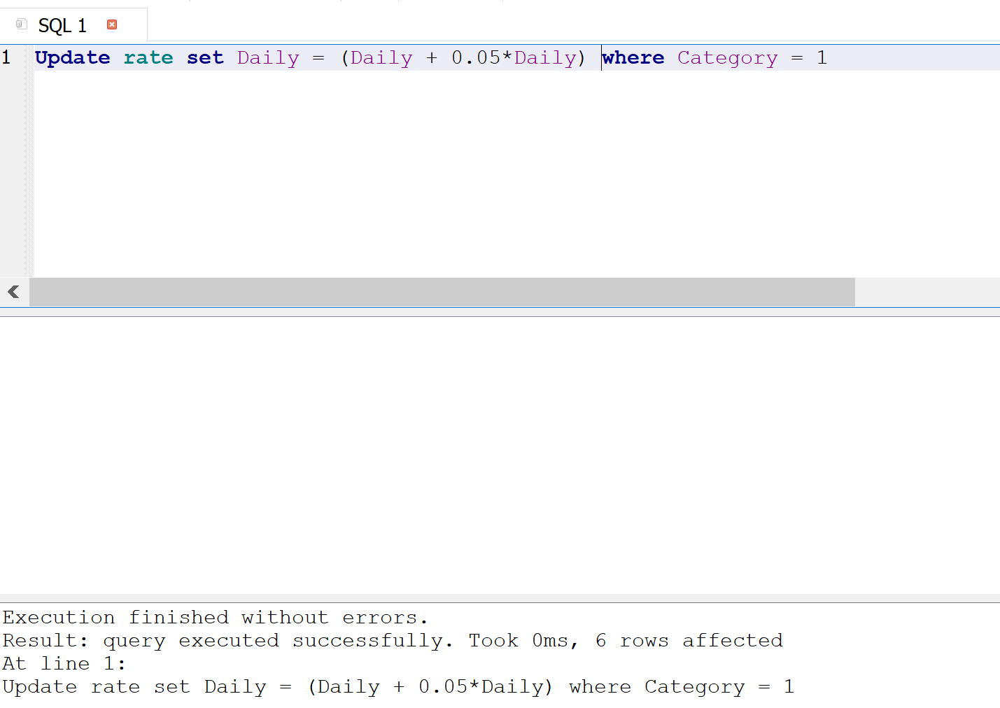 SQL 1
1 Update rate set Daily = (Daily + 0.05*Daily) where Category = 1
Execution finished without errors.
Result: query executed successfully. Took 0ms, 6 rows affected
At line 1:
Update rate set Daily = (Daily + 0.05*Daily) where Category = 1